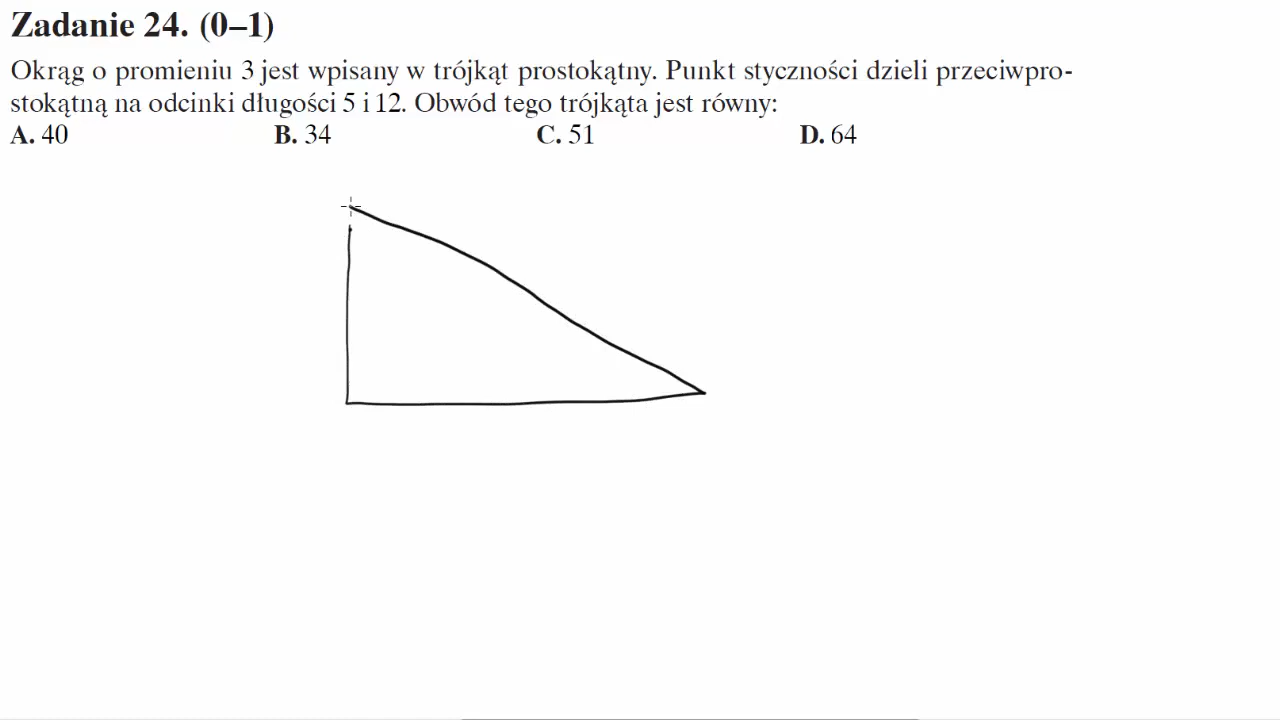 Zadanie 24. (0–1)
Okrąg o promieniu 3 jest wpisany w trójkąt prostokątny. Punkt styczności dzieli przeciwpro-
stokątną na odcinki długości 5 i 12. Obwód tego trójkąta jest równy:
A. 40 B. 34 C. 51 D. 64